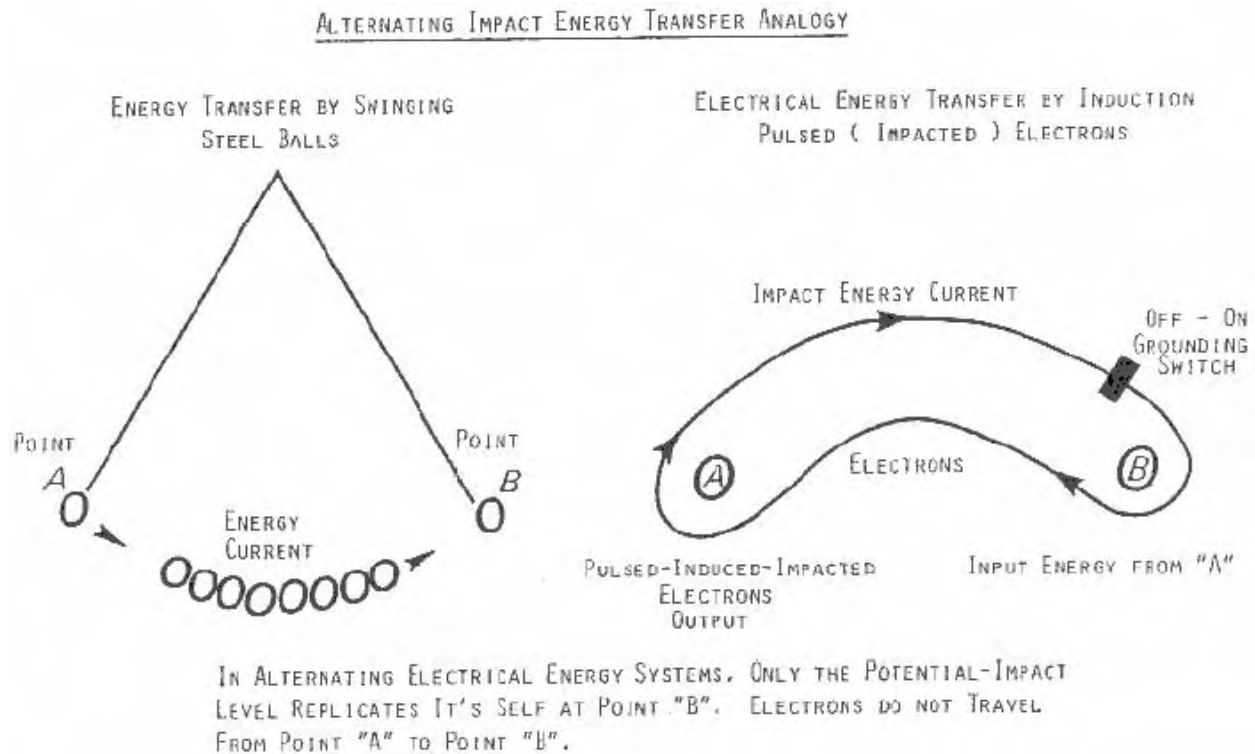 ALTERNATING IMPACT ENERGY TRANSFER ANALOGY
ENERGY TRANSFER BY SWINGING
STEEL BALLS
ELECTRICAL ENERGY TRANSFER BY INDUCTION
PULSED ( IMPACTED ) ELECTRONS
IMPACT ENERGY CURRENT
OFF - ON
GROUNDING
SWITCH
POINT
A
POINT
B
ENERGY
CURRENT
A
ELECTRONS
B
PULSED-INDUCED-IMPACTED
ELECTRONS
OUTPUT
INPUT ENERGY FROM "A"
IN ALTERNATING ELECTRICAL ENERGY SYSTEMS. ONLY THE POTENTIAL-IMPACT
LEVEL REPLICATES IT'S SELF AT POINT "B". ELECTRONS DO NOT TRAVEL
FROM POINT "A" TO POINT "B".